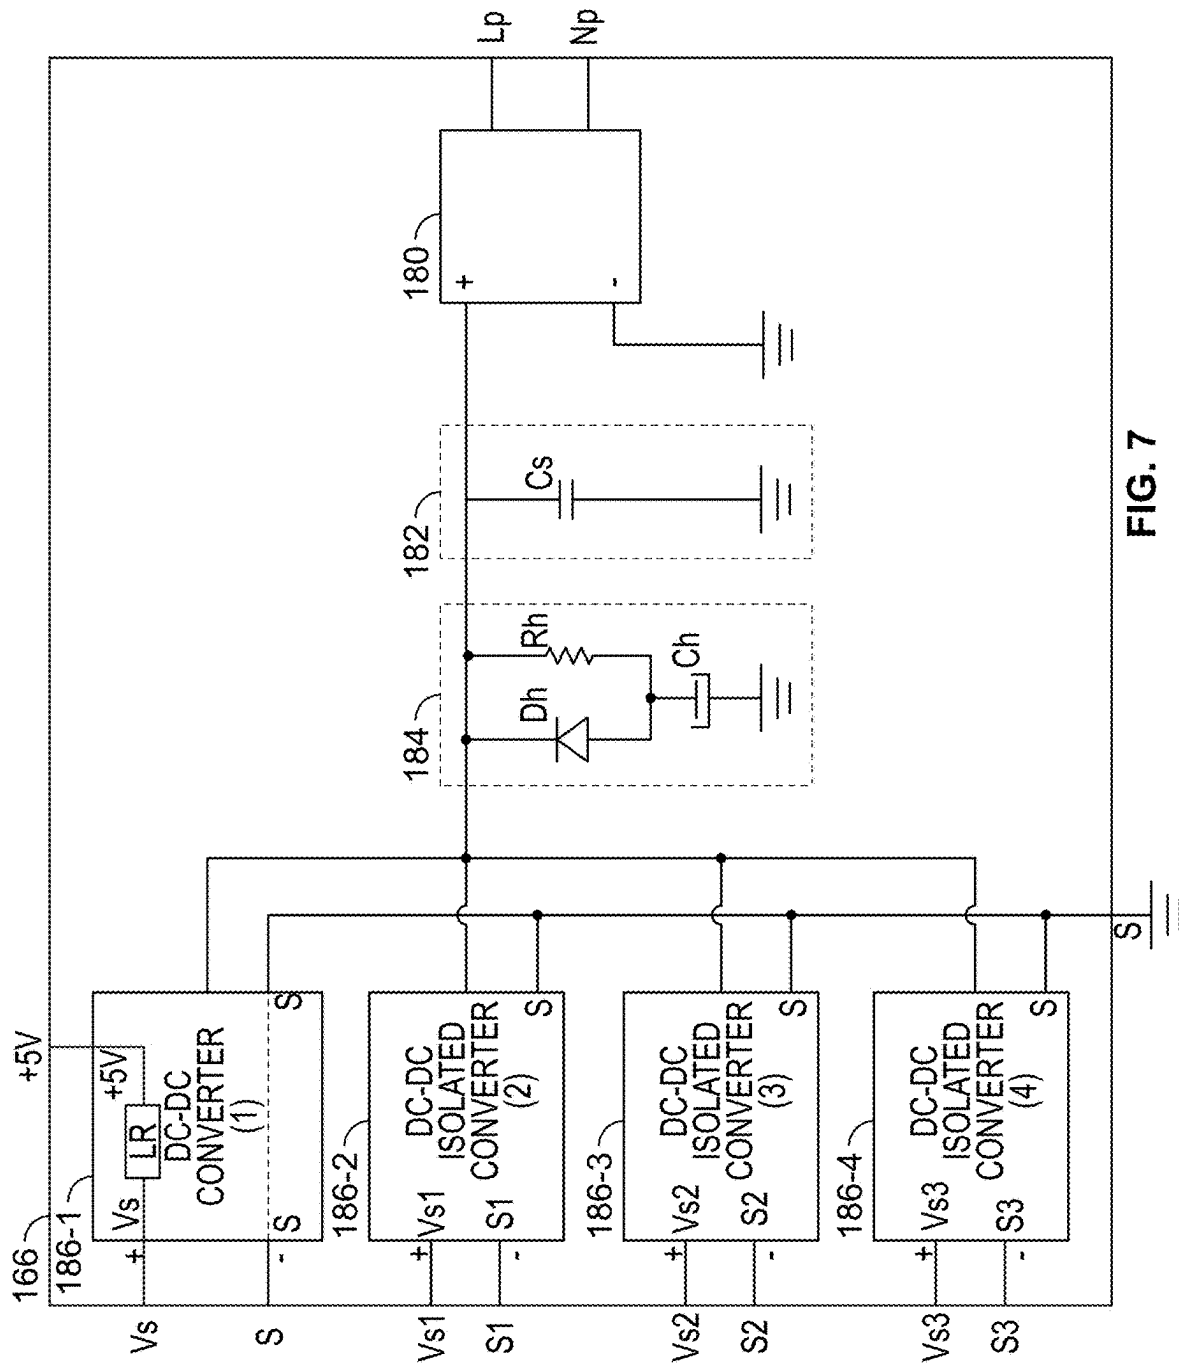 Lp
Np
180
+
-
182
Cs
184
Dh
Rh
Ch
+5V
166
186-1
+5V
LR
Vs
+
Vs
DC-DC
CONVERTER
(1)
S
S
-
S
186-2
Vs1
+
Vs1
DC-DC
ISOLATED
CONVERTER
(2)
S1
-
S1
S
186-3
Vs2
+
Vs2
DC-DC
ISOLATED
CONVERTER
(3)
S2
-
S2
S
186-4
Vs3
+
Vs3
DC-DC
ISOLATED
CONVERTER
(4)
S3
-
S3
S
S
FIG. 7